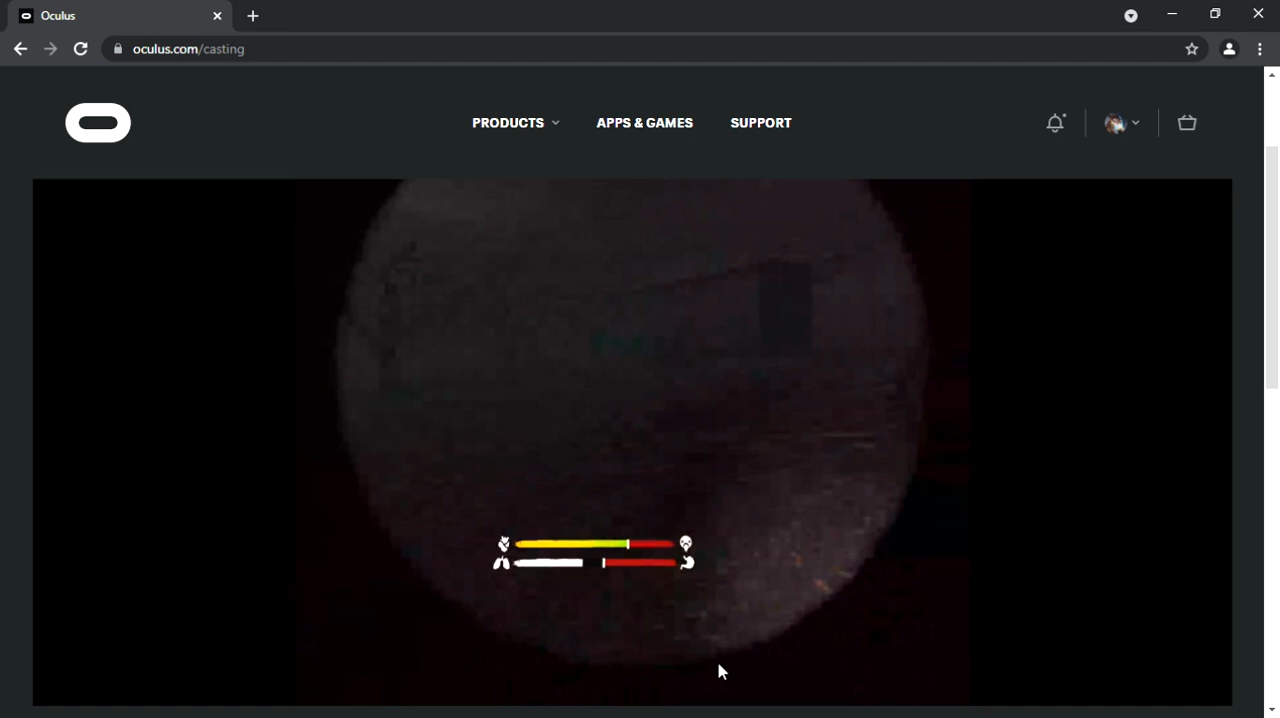 Oculus
oculus.com/casting
PRODUCTS
APPS & GAMES
SUPPORT